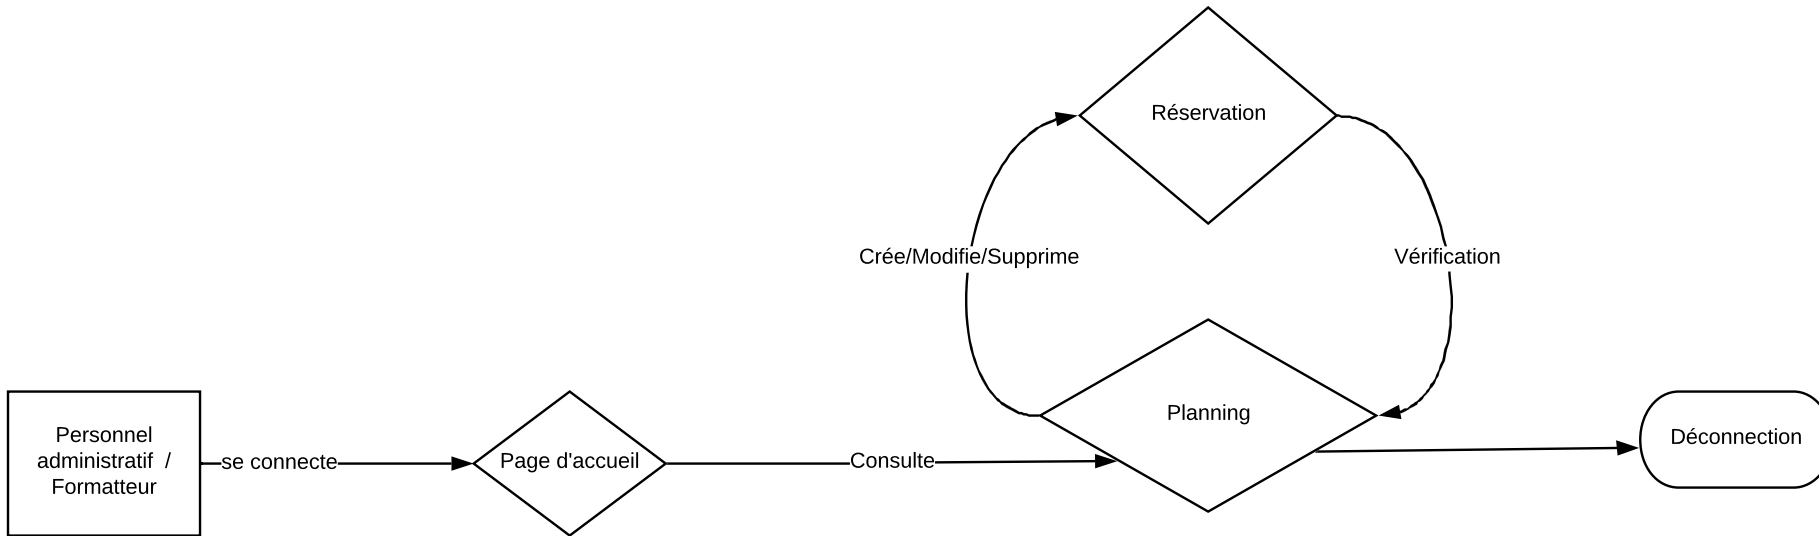 Réservation
Crée/Modifie/Supprime
Vérification
Planning
Personnel
administratif /
Formatteur
se connecte
Page d'accueil
Consulte
Déconnection